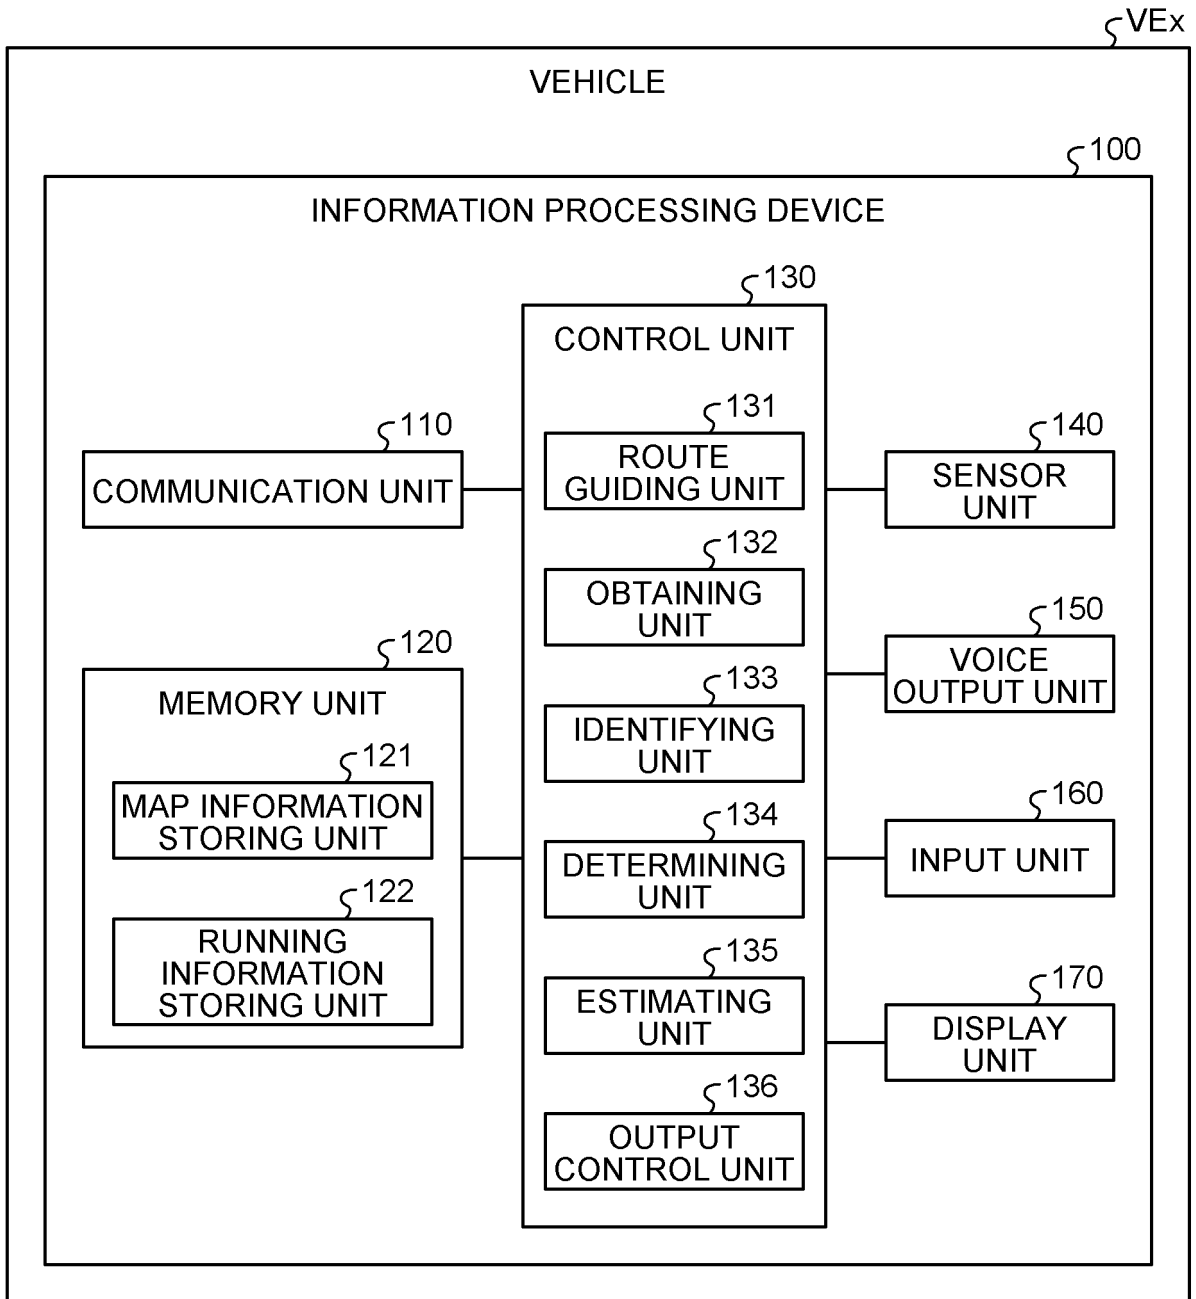 VEx
VEHICLE
100
INFORMATION PROCESSING DEVICE
130
CONTROL UNIT
110
COMMUNICATION UNIT
120
MEMORY UNIT
121
MAP INFORMATION
STORING UNIT
122
RUNNING
INFORMATION
STORING UNIT
131
ROUTE
GUIDING UNIT
132
OBTAINING
UNIT
133
IDENTIFYING
UNIT
134
DETERMINING
UNIT
135
ESTIMATING
UNIT
136
OUTPUT
CONTROL UNIT
140
SENSOR
UNIT
150
VOICE
OUTPUT UNIT
160
INPUT UNIT
170
DISPLAY
UNIT